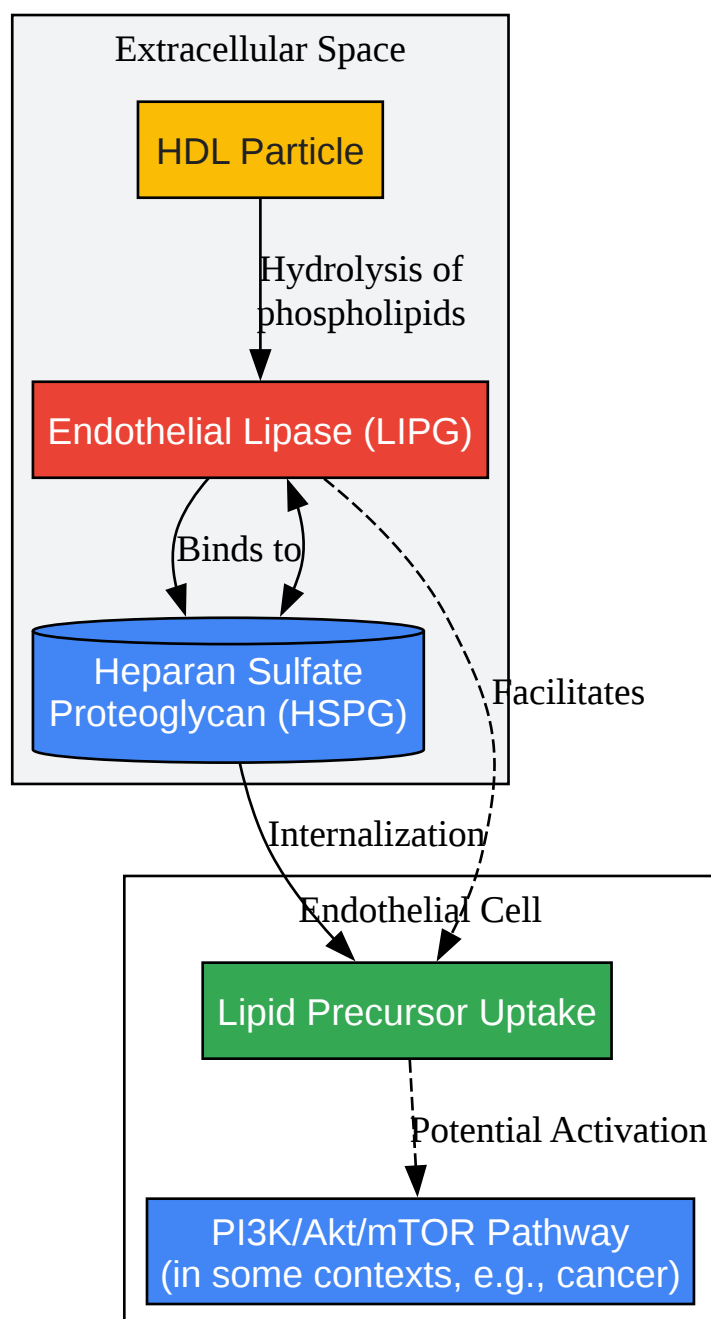 Extracellular Space
HDL Particle
Hydrolysis of
phospholipids
Endothelial Lipase (LIPG)
Binds to
Heparan Sulfate
Proteoglycan (HSPG)
Facilitates
Internalization
Endothelial Cell
Lipid Precursor Uptake
Potential Activation
PI3K/Akt/mTOR Pathway
(in some contexts, e.g., cancer)